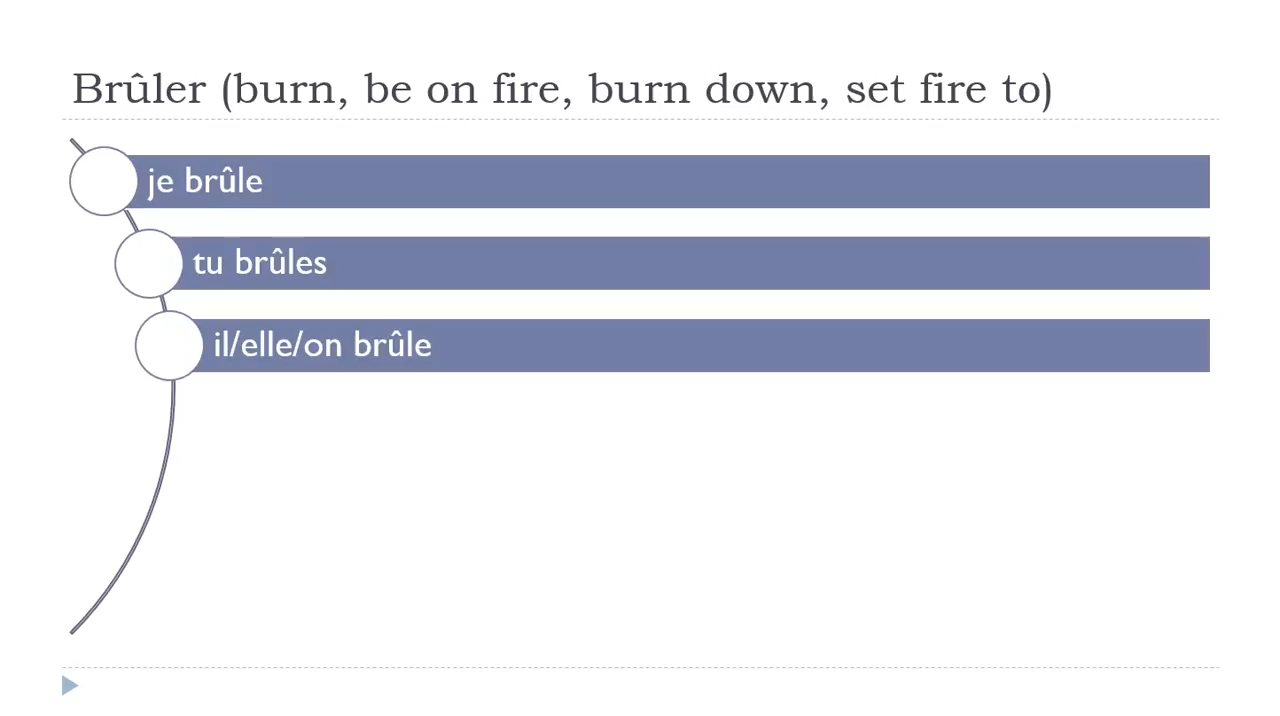 Brûler (burn, be on fire, burn down, set fire to)
je brûle
tu brûles
il/elle/on brûle